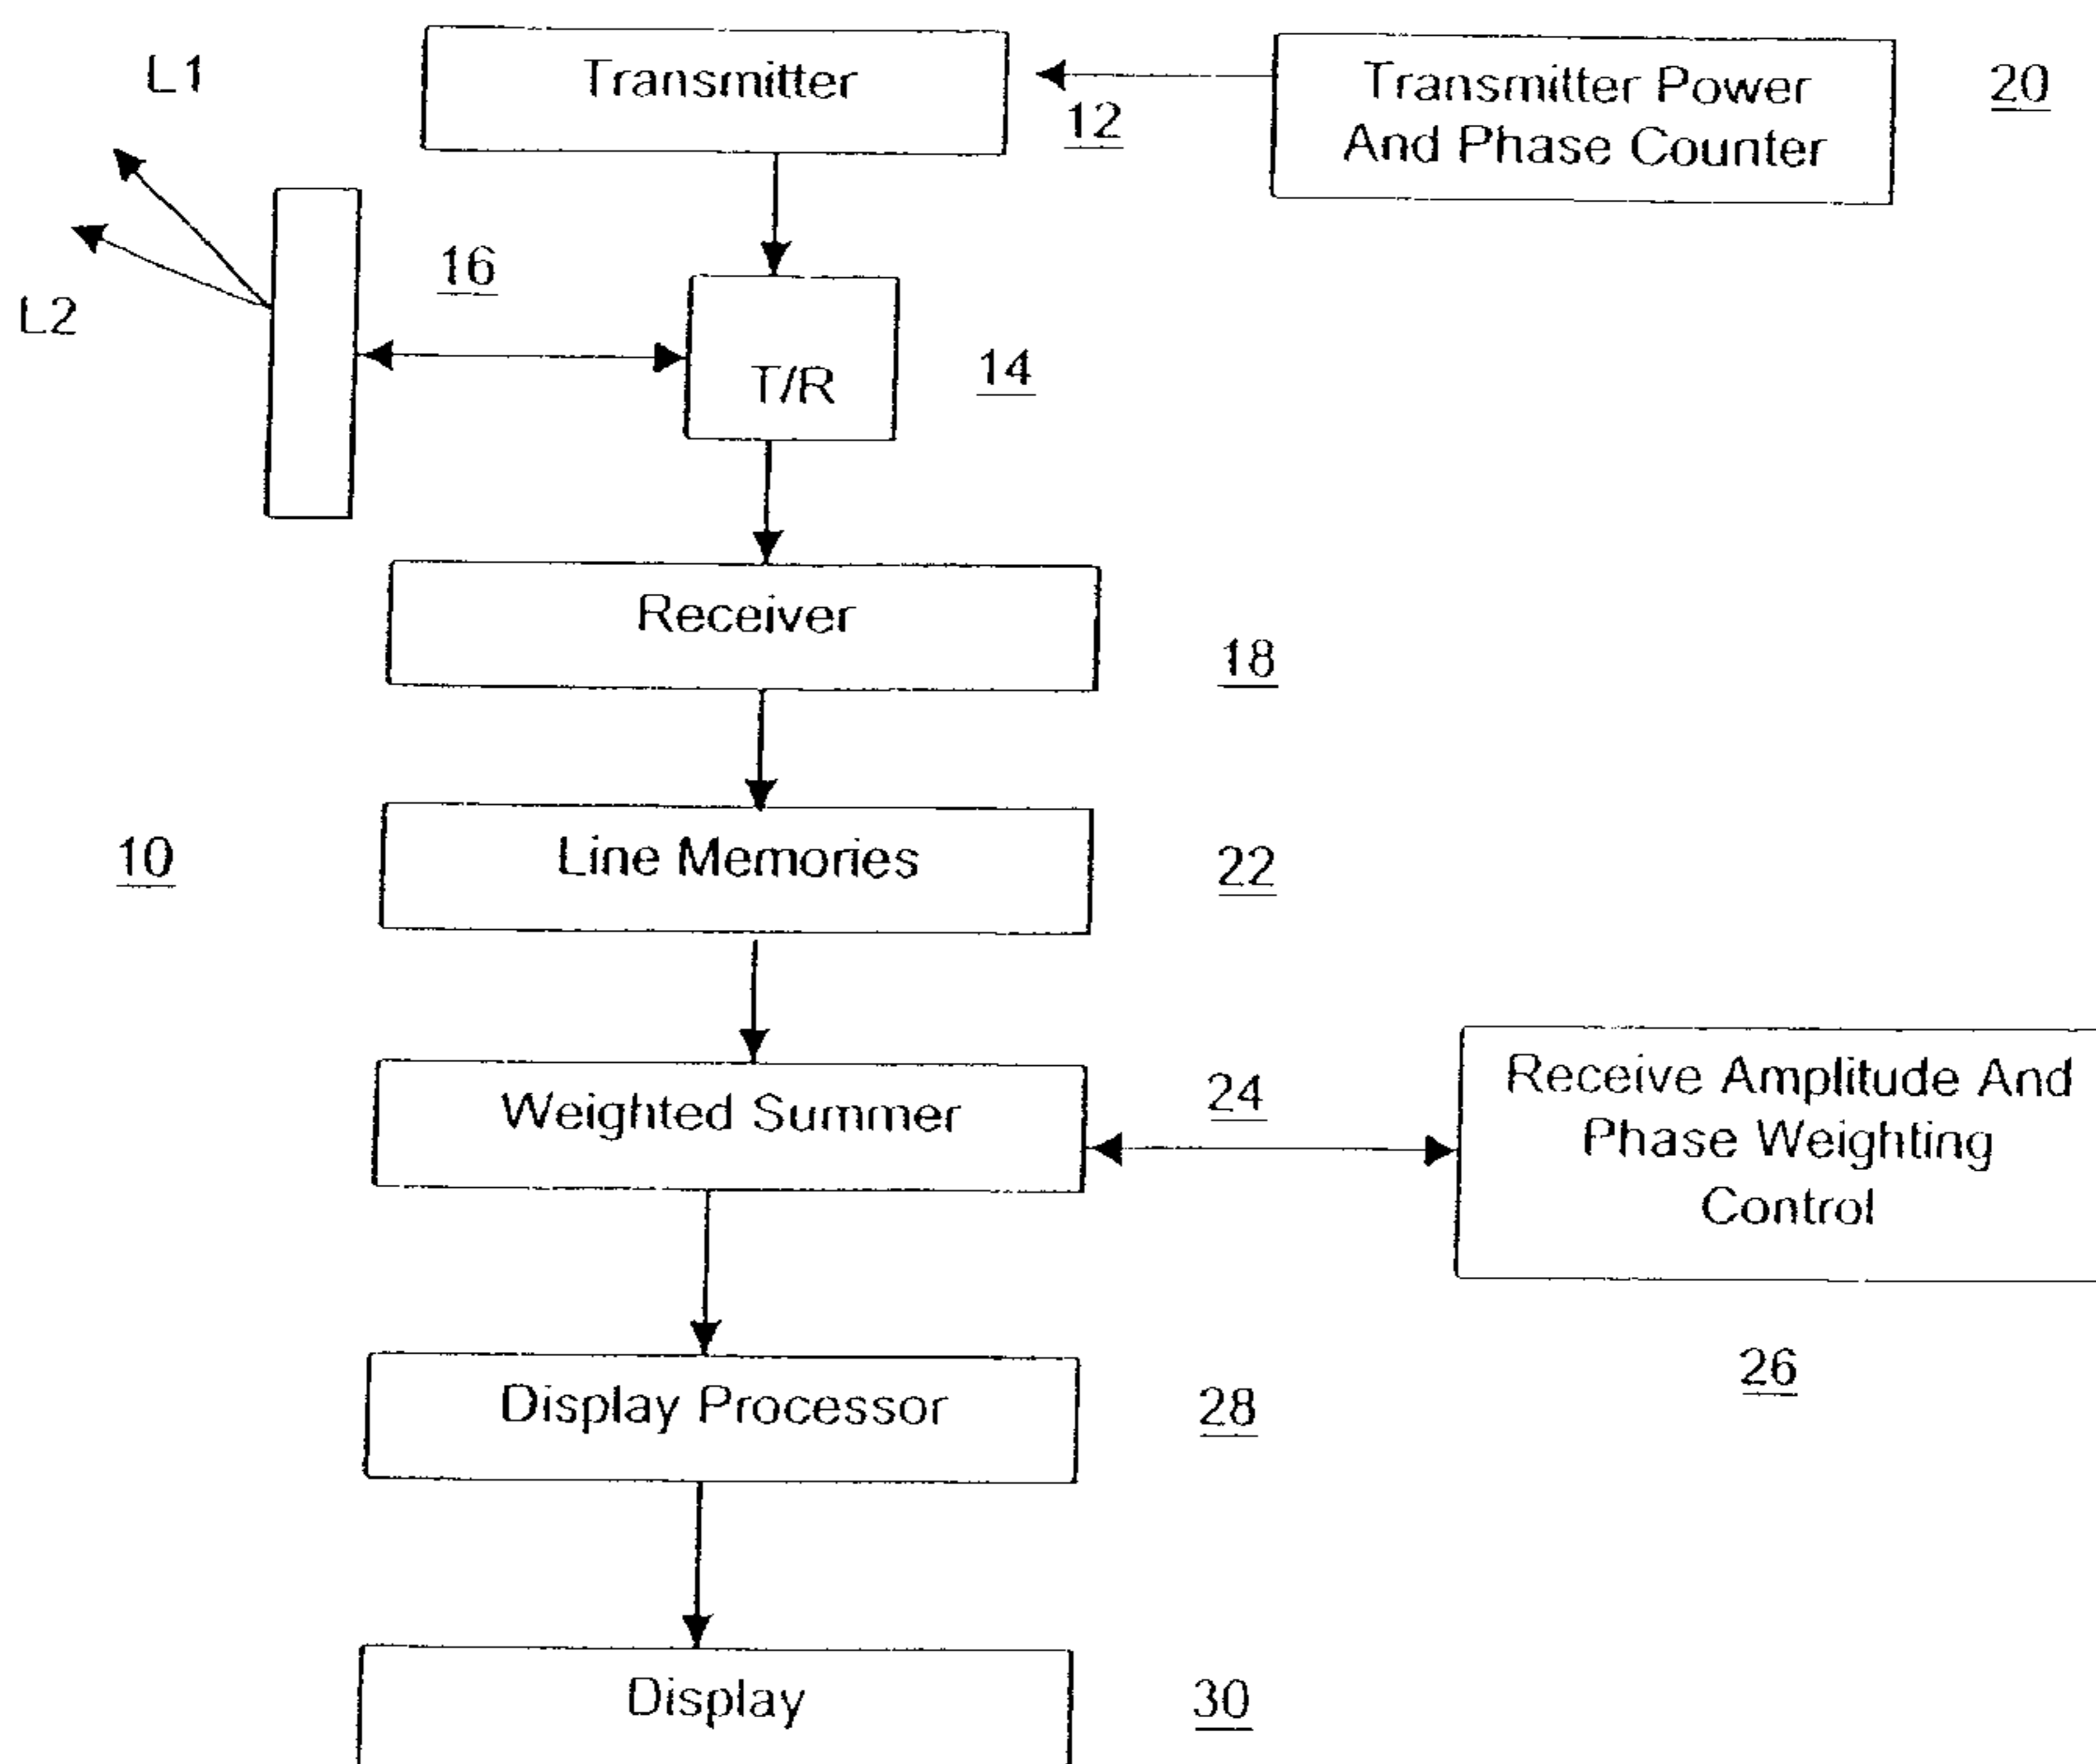 L1
Transmitter
12
Transmitter Power
And Phase Counter
20
L2
16
T/R
14
Receiver
18
10
Line Memories
22
Weighted Summer
24
Receive Amplitude And
Phase Weighting
Control
26
Display Processor
28
Display
30